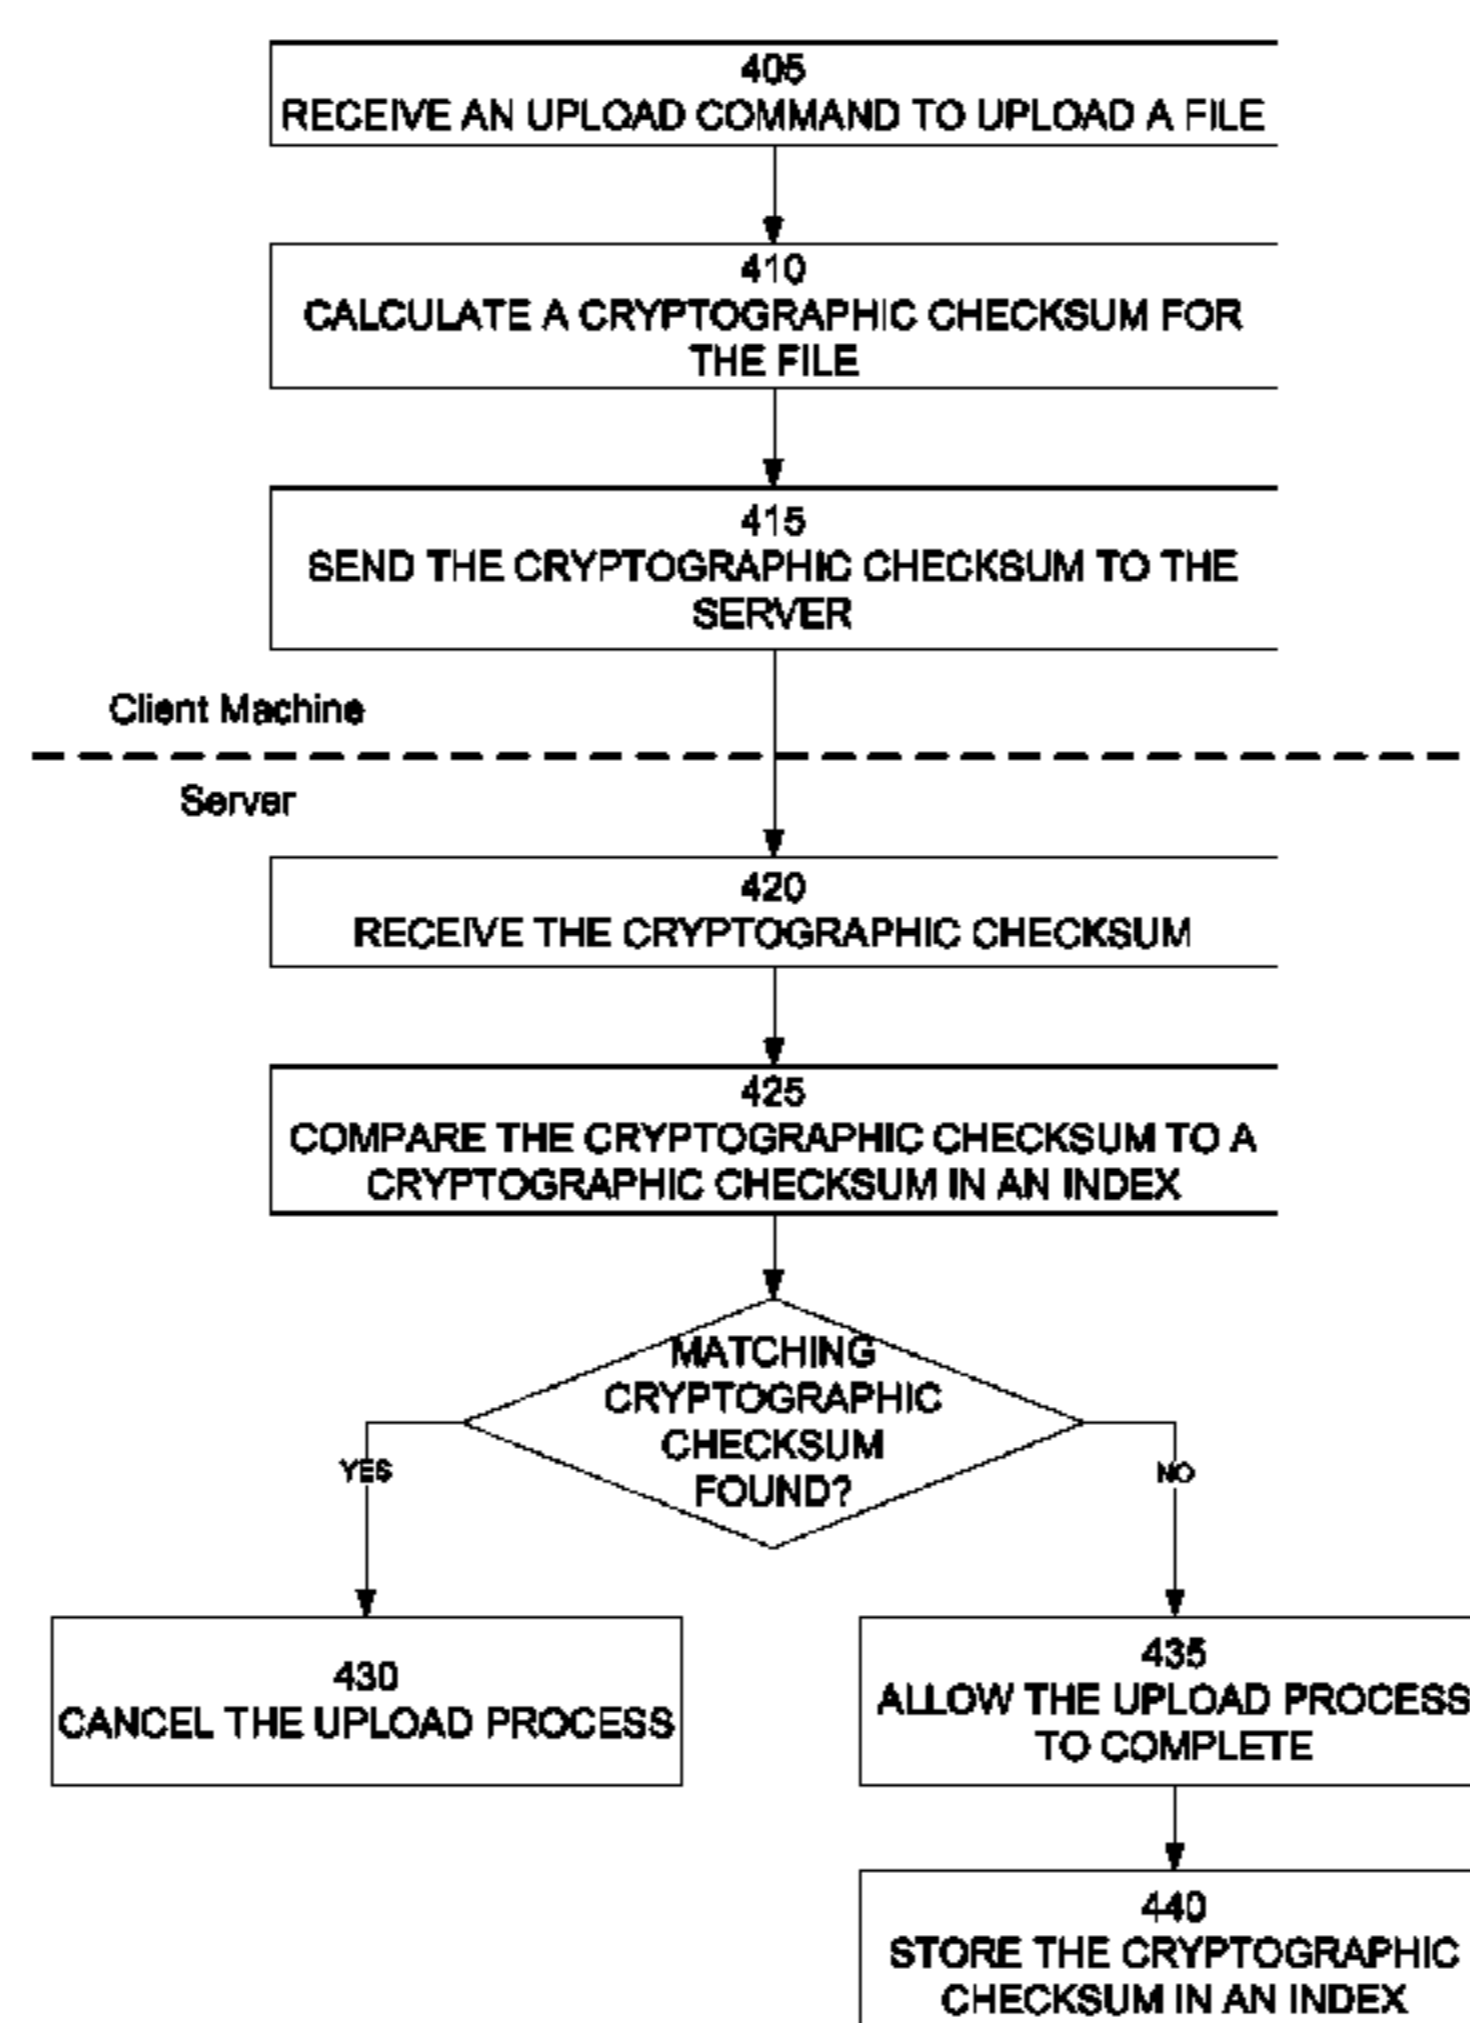 405
RECEIVE AN UPLOAD COMMAND TO UPLOAD A FILE
410
CALCULATE A CRYPTOGRAPHIC CHECKSUM FOR
THE FILE
415
SEND THE CRYPTOGRAPHIC CHECKSUM TO THE
SERVER
Client Machine
Server
420
RECEIVE THE CRYPTOGRAPHIC CHECKSUM
425
COMPARE THE CRYPTOGRAPHIC CHECKSUM TO A
CRYPTOGRAPHIC CHECKSUM IN AN INDEX
MATCHING
CRYPTOGRAPHIC
CHECKSUM
FOUND?
YES
NO
430
CANCEL THE UPLOAD PROCESS
435
ALLOW THE UPLOAD PROCESS
TO COMPLETE
440
STORE THE CRYPTOGRAPHIC
CHECKSUM IN AN INDEX